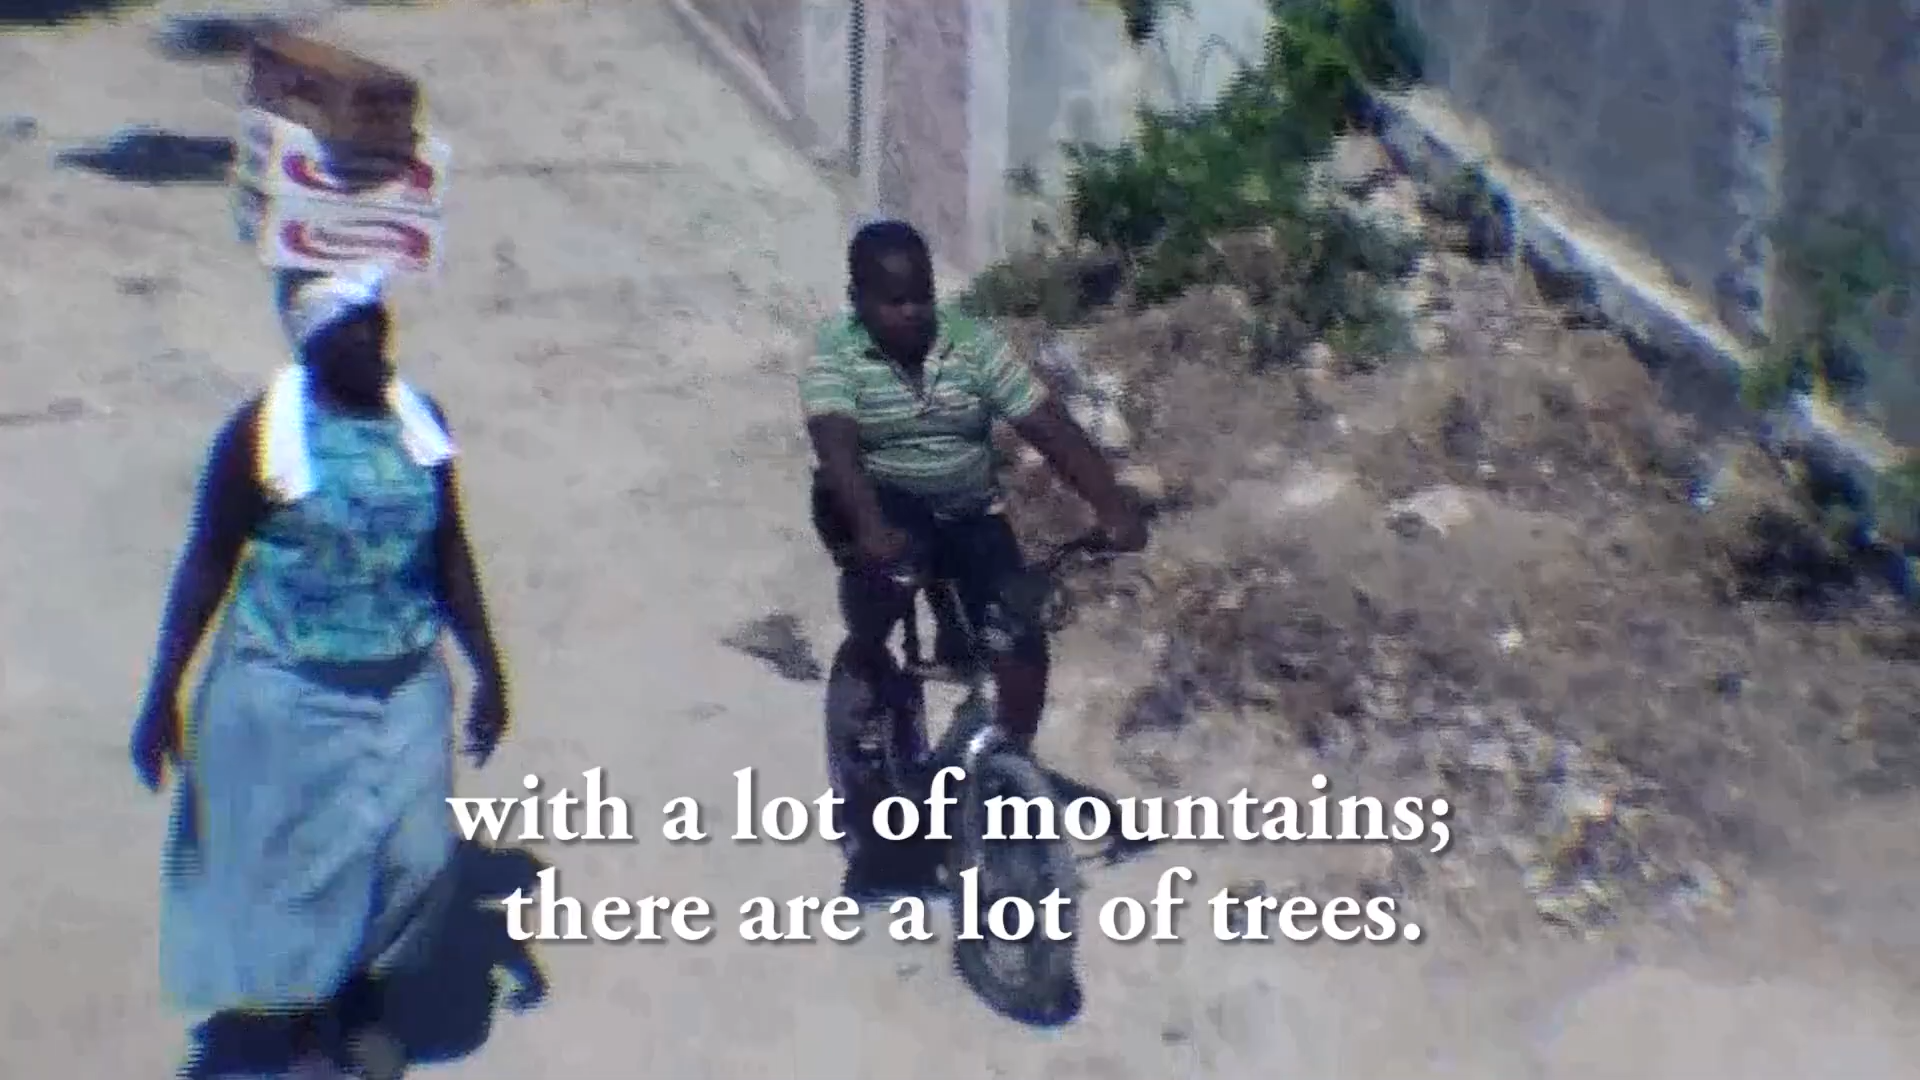 with a lot of mountains;
there are a lot of trees.